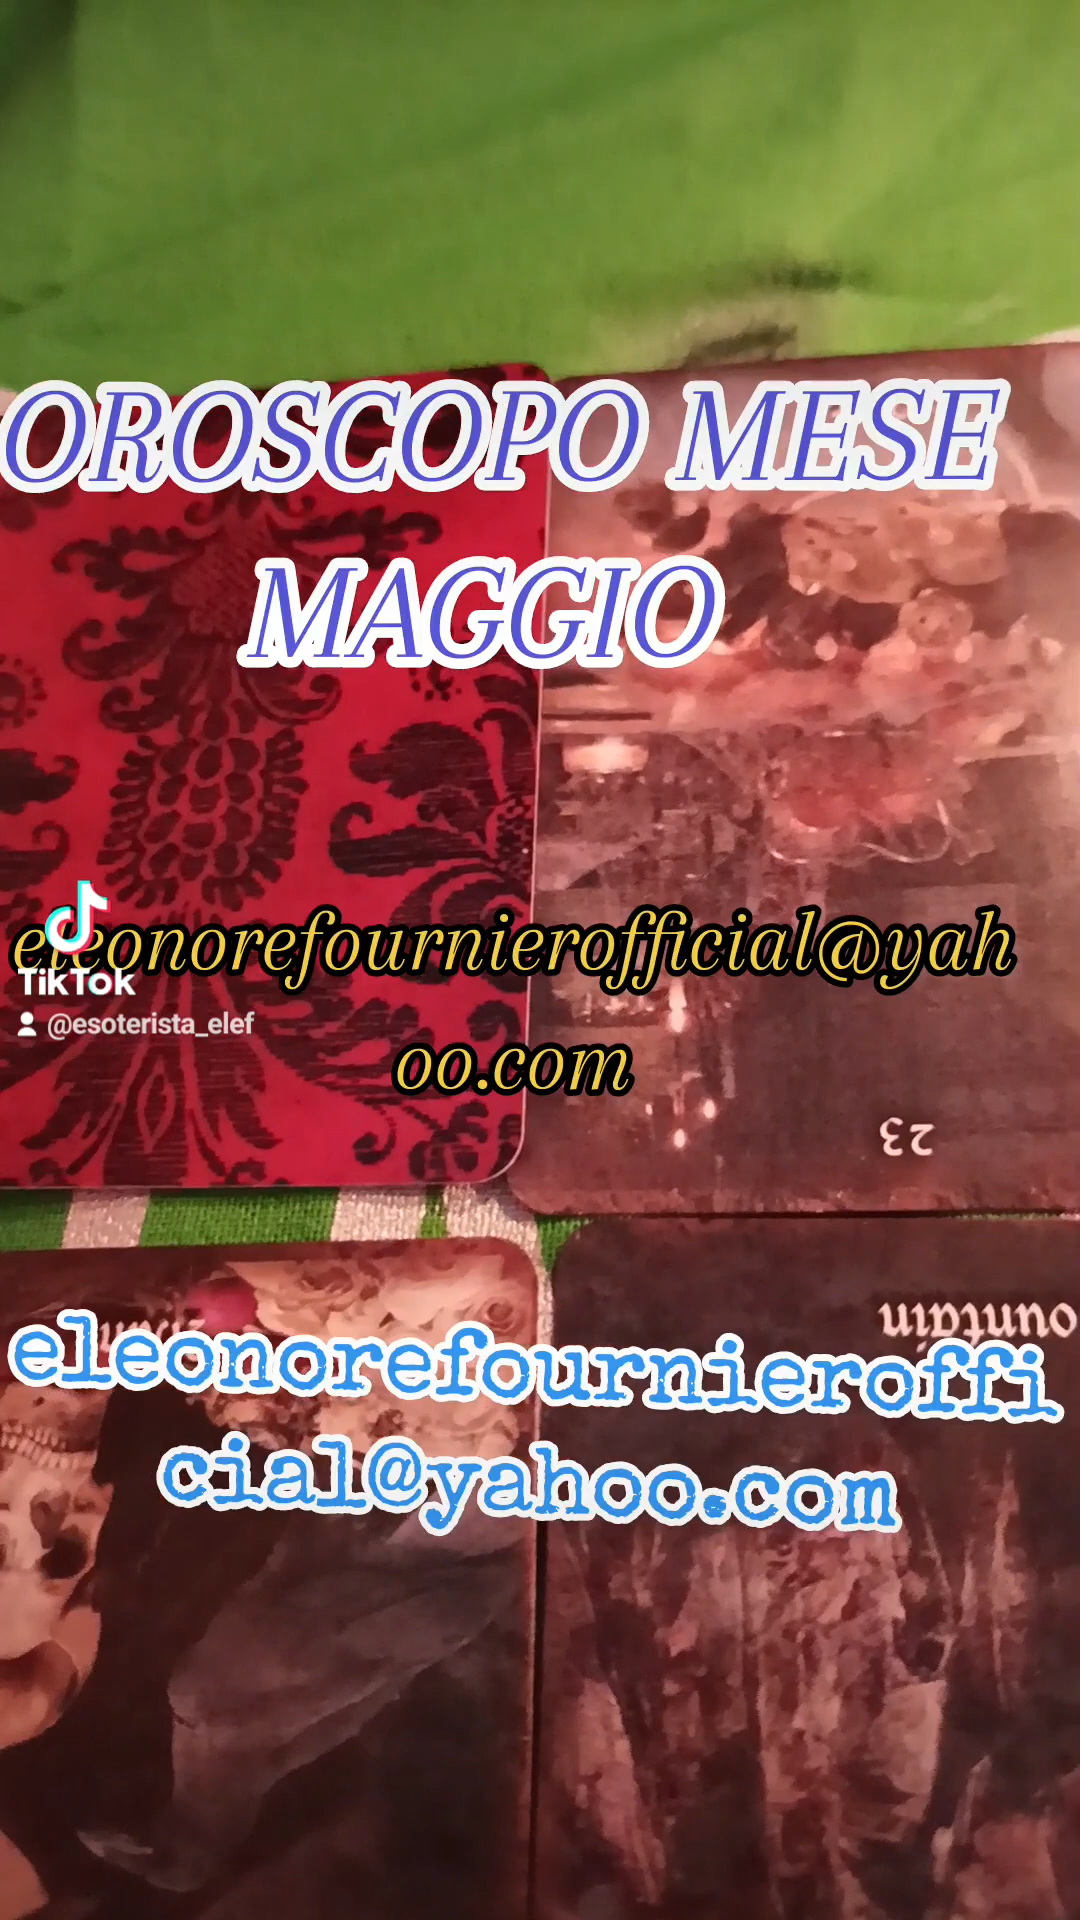 OROSCOPO MESE
MAGGIO
eleonorefournierofficial@yah
oo.com
TikTok
@esoterista_elef
23
ountain
eleonorefournieroffi
cial@yahoo.com